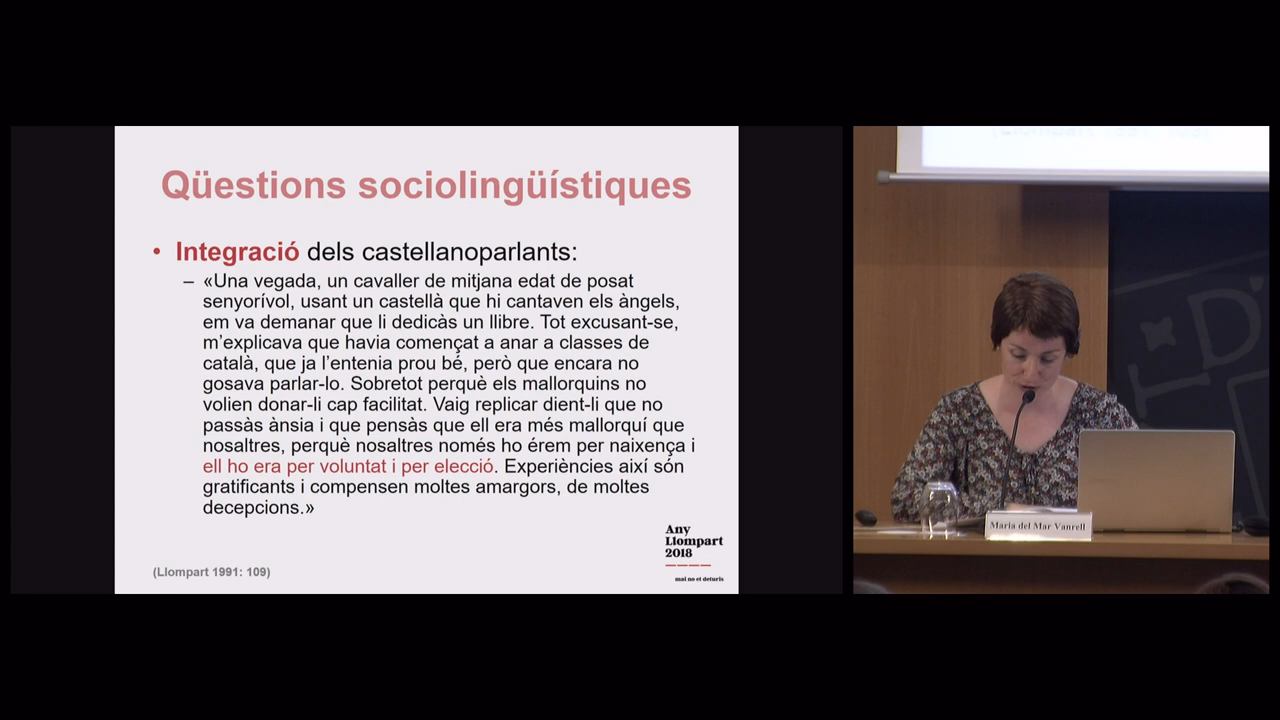 Qüestions sociolingüístiques
• Integració dels castellanoparlants:
– «Una vegada, un cavaller de mitjana edat de posat
senyorívol, usant un castellà que hi cantaven els àngels,
em va demanar que li dedicàs un llibre. Tot excusant-se,
m’explicava que havia començat a anar a classes de
català, que ja l’entenia prou bé, però que encara no
gosava parlar-lo. Sobretot perquè els mallorquins no
volien donar-li cap facilitat. Vaig replicar dient-li que no
passàs ànsia i que pensàs que ell era més mallorquí que
nosaltres, perquè nosaltres només ho érem per naixença i
ell ho era per voluntat i per elecció. Experiències així són
gratificants i compensen moltes amargors, de moltes
decepcions.»
(Llompart 1991: 109)
Any
Llompart
2018
mai no et deturis
(Llompart 1991: 109)
D'
Maria del Mar Vanrell